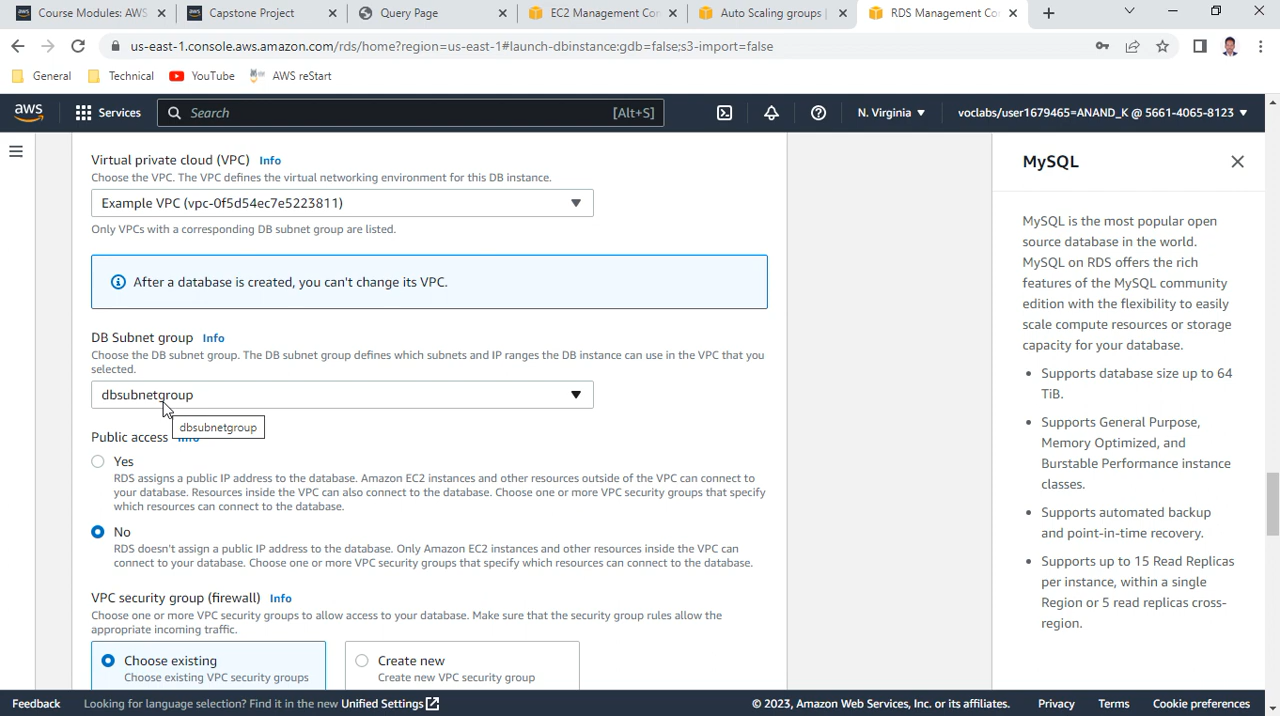 Course Modules: AWS
Capstone Project
Query Page
EC2 Management Co
Auto Scaling groups |
RDS Management Co
us-east-1.console.aws.amazon.com/rds/home?region=us-east-1#launch-dbinstance:gdb=false;s3-import=false
General
Technical
YouTube
AWS reStart
aws
Services
Search
[Alt+S]
N. Virginia
voclabs/user1679465=ANAND_K @ 5661-4065-8123
Virtual private cloud (VPC) Info
Choose the VPC. The VPC defines the virtual networking environment for this DB instance.
Example VPC (vpc-0f5d54ec7e5223811)
Only VPCs with a corresponding DB subnet group are listed.
After a database is created, you can't change its VPC.
DB Subnet group Info
Choose the DB subnet group. The DB subnet group defines which subnets and IP ranges the DB instance can use in the VPC that you
selected.
dbsubnetgroup
dbsubnetgroup
Public access Info
Yes
RDS assigns a public IP address to the database. Amazon EC2 instances and other resources outside of the VPC can connect to
your database. Resources inside the VPC can also connect to the database. Choose one or more VPC security groups that specify
which resources can connect to the database.
No
RDS doesn't assign a public IP address to the database. Only Amazon EC2 instances and other resources inside the VPC can
connect to your database. Choose one or more VPC security groups that specify which resources can connect to the database.
VPC security group (firewall) Info
Choose one or more VPC security groups to allow access to your database. Make sure that the security group rules allow the
appropriate incoming traffic.
Choose existing
Choose existing VPC security groups
Create new
Create new VPC security group
MySQL
MySQL is the most popular open
source database in the world.
MySQL on RDS offers the rich
features of the MySQL community
edition with the flexibility to easily
scale compute resources or storage
capacity for your database.
• Supports database size up to 64
TiB.
• Supports General Purpose,
Memory Optimized, and
Burstable Performance instance
classes.
• Supports automated backup
and point-in-time recovery.
• Supports up to 15 Read Replicas
per instance, within a single
Region or 5 read replicas cross-
region.
Feedback
Looking for language selection? Find it in the new Unified Settings
© 2023, Amazon Web Services, Inc. or its affiliates.
Privacy
Terms
Cookie preferences